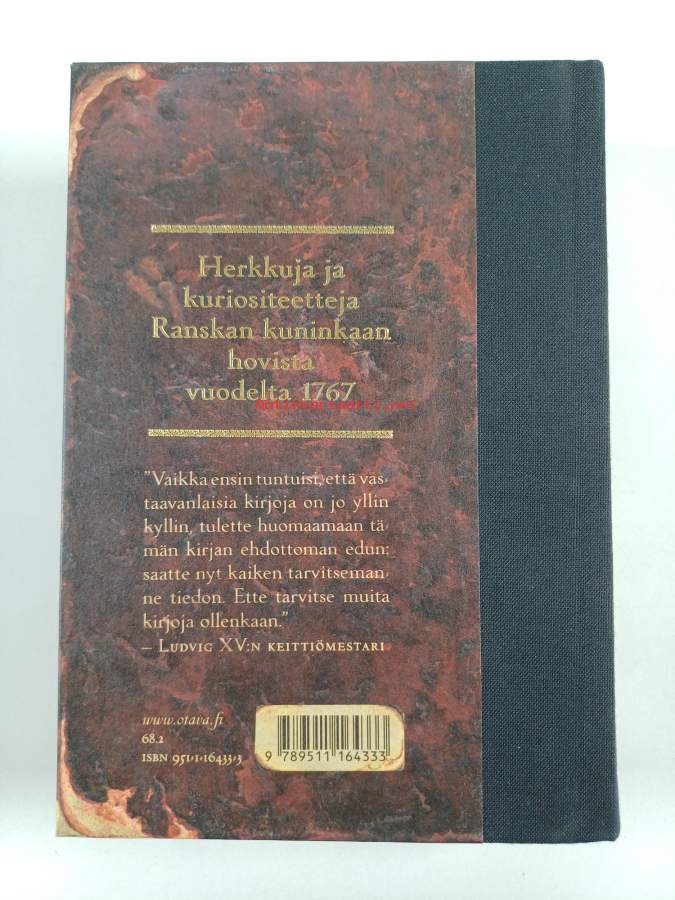 Herkkuja ja
kuriositeetteja
Ranskan kuninkaan
hovista
vuodelta 1767
"Vaikka ensin tuntuisi, että vas-
taavanlaisia kirjoja on jo yllin
kyllin, tulette huomaamaan tä-
män kirjan ehdottoman edun:
saatte nyt kaiken tarvitseman-
ne tiedon. Ette tarvitse muita
kirjoja ollenkaan."
– Ludvig XV:n keittiömestari
www.otava.fi
68.2
ISBN 951-1-16433-3
9 789511 164333